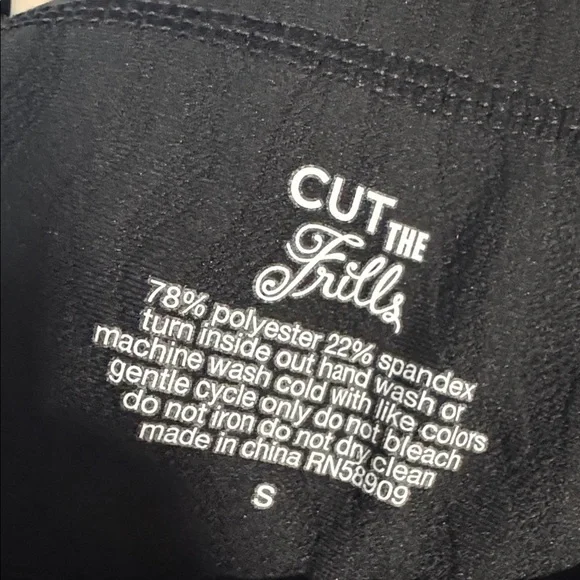 CUT THE
Frills
78% polyester 22% spandex
turn inside out hand wash or
machine wash cold with like colors
gentle cycle only do not bleach
do not iron do not dry clean
made in china RN58909
S